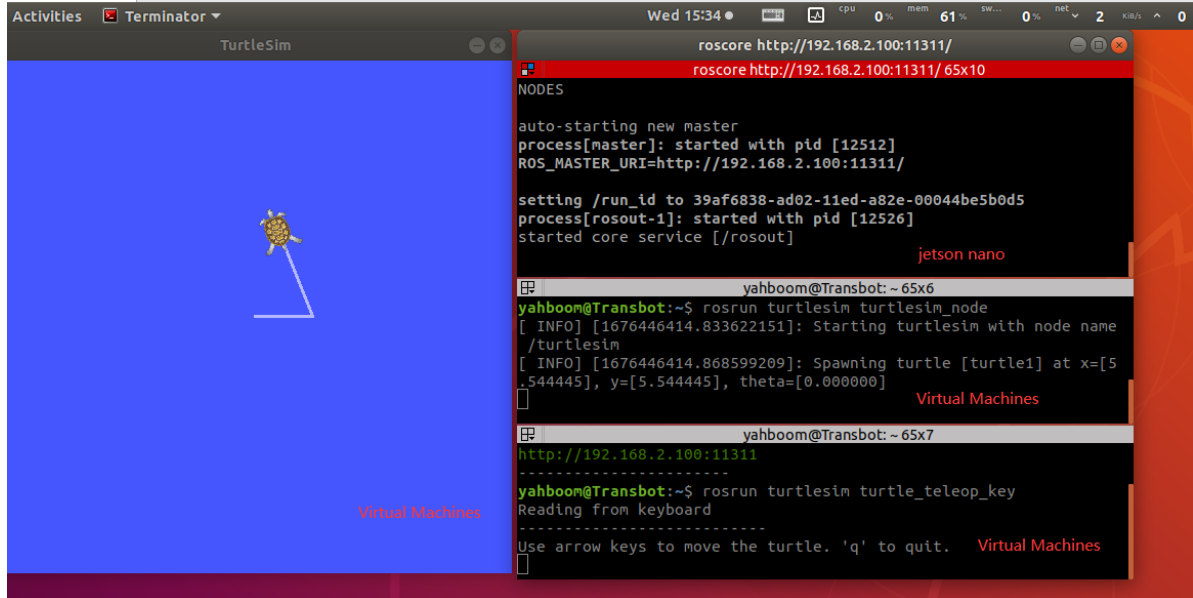 Activities Terminator Wed 15:34 cpu 0% mem 61% sw... 0% net 2 KiB/s 0
TurtleSim
Virtual Machines
roscore http://192.168.2.100:11311/
roscore http://192.168.2.100:11311/ 65x10
NODES
auto-starting new master
process[master]: started with pid [12512]
ROS_MASTER_URI=http://192.168.2.100:11311/
setting /run_id to 39af6838-ad02-11ed-a82e-00044be5b0d5
process[rosout-1]: started with pid [12526]
started core service [/rosout]
jetson nano
yahboom@Transbot: ~ 65x6
yahboom@Transbot:~$ rosrun turtlesim turtlesim_node
[ INFO] [1676446414.833622151]: Starting turtlesim with node name
/turtlesim
[ INFO] [1676446414.868599209]: Spawning turtle [turtle1] at x=[5
.544445], y=[5.544445], theta=[0.000000]
Virtual Machines
yahboom@Transbot: ~ 65x7
http://192.168.2.100:11311
-----------------------
yahboom@Transbot:~$ rosrun turtlesim turtle_teleop_key
Reading from keyboard
---------------------------
Use arrow keys to move the turtle. 'q' to quit.
Virtual Machines